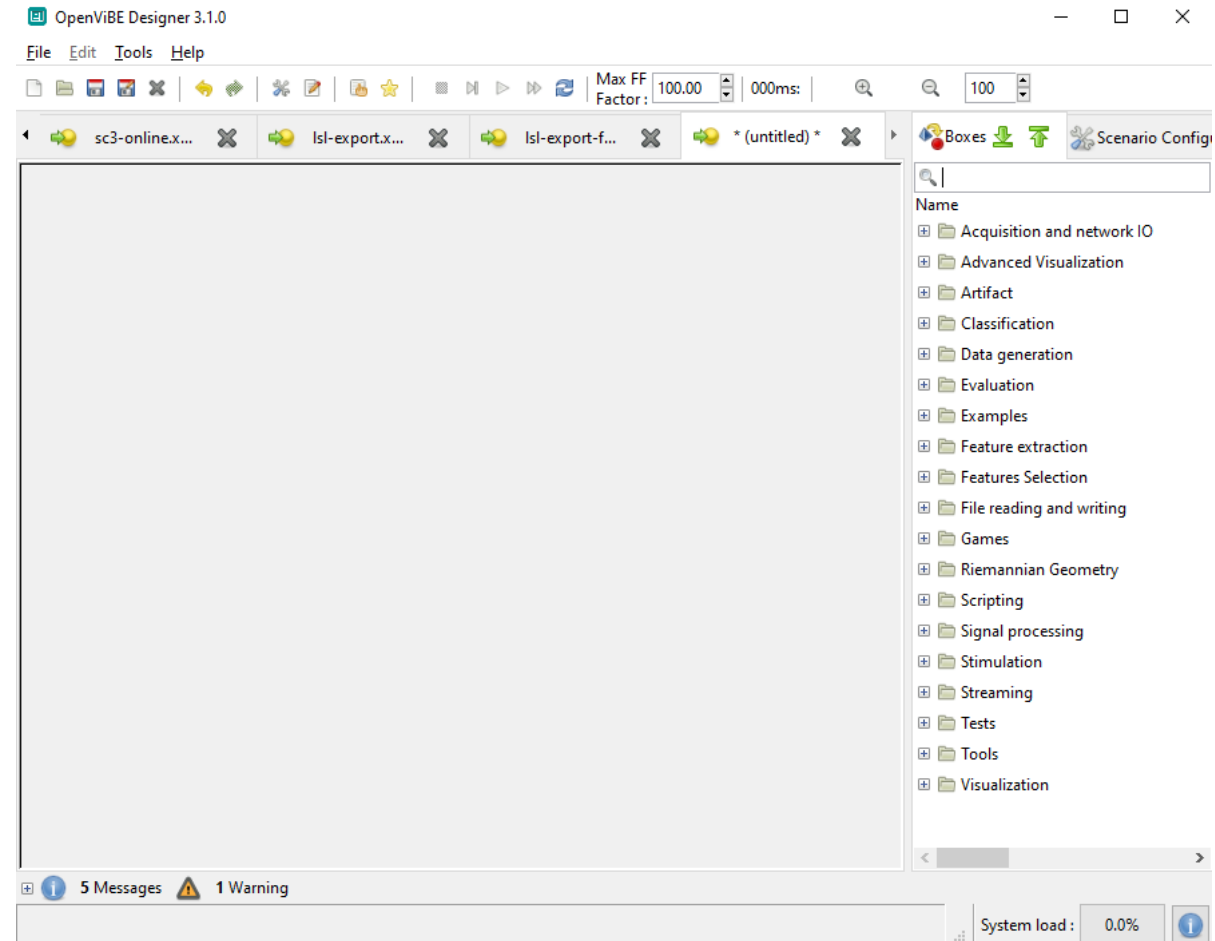 OpenViBE Designer 3.1.0
File Edit Tools Help
Max FF Factor : 100.00 000ms: 100
sc3-online.x... lsl-export.x... lsl-export-f... * (untitled) * Boxes Scenario Configu
Name
Acquisition and network IO
Advanced Visualization
Artifact
Classification
Data generation
Evaluation
Examples
Feature extraction
Features Selection
File reading and writing
Games
Riemannian Geometry
Scripting
Signal processing
Stimulation
Streaming
Tests
Tools
Visualization
5 Messages 1 Warning
System load : 0.0%